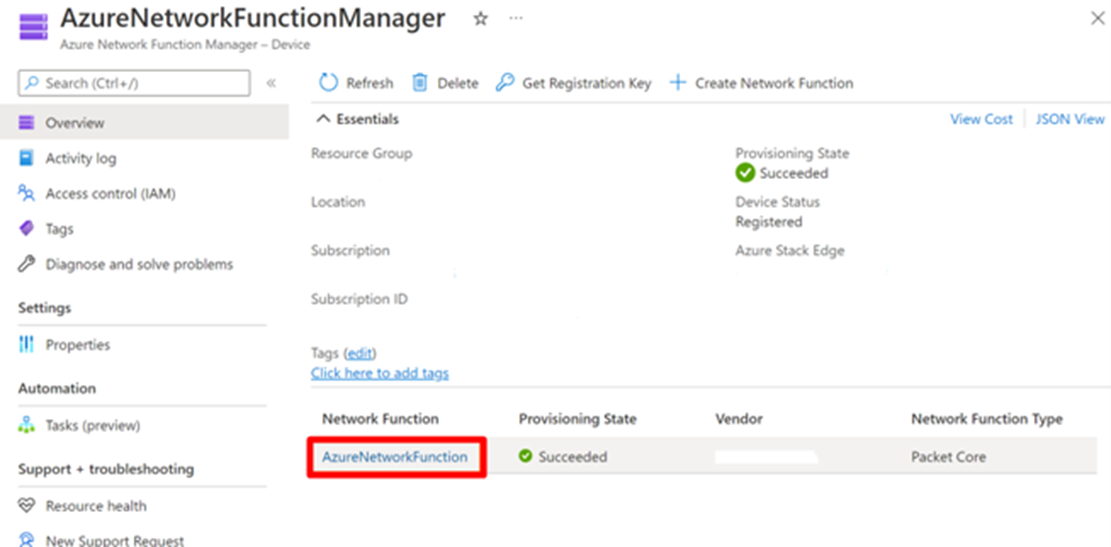 AzureNetworkFunctionManager
Azure Network Function Manager – Device
Search (Ctrl+/)
«
Overview
Activity log
Access control (IAM)
Tags
Diagnose and solve problems
Settings
Properties
Automation
Tasks (preview)
Support + troubleshooting
Resource health
New Support Request
Refresh
Delete
Get Registration Key
Create Network Function
Essentials
View Cost
JSON View
Resource Group
Location
Subscription
Subscription ID
Provisioning State
Succeeded
Device Status
Registered
Azure Stack Edge
Tags (edit)
Click here to add tags
Network Function Provisioning State Vendor Network Function Type
AzureNetworkFunction Succeeded Packet Core